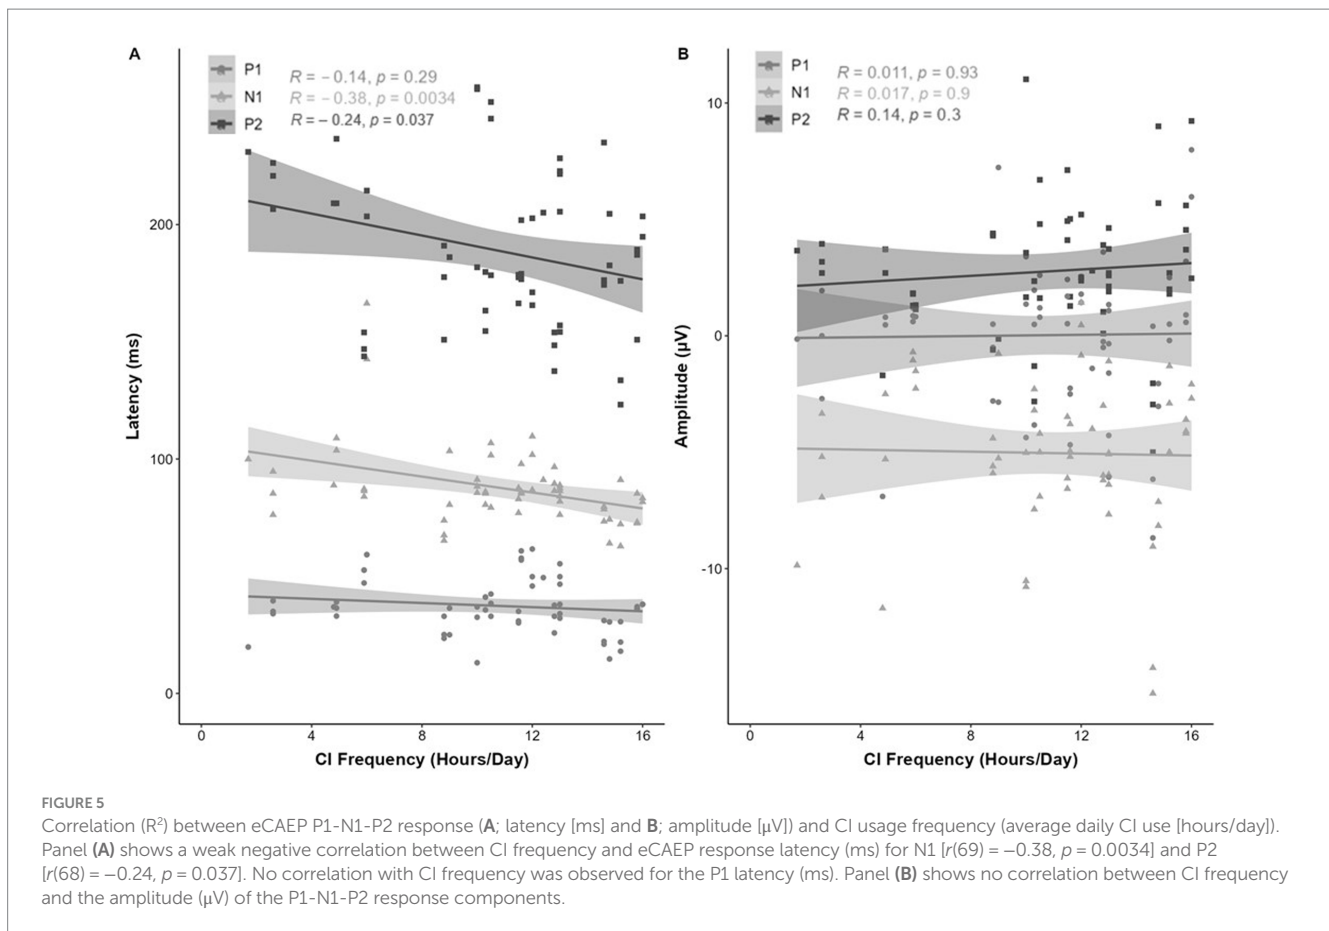 A
P1
N1
P2
R = − 0.14, p = 0.29
R = − 0.38, p = 0.0034
R = − 0.24, p = 0.037
200
100
0
Latency (ms)
0 4 8 12 16
CI Frequency (Hours/Day)
B
P1
N1
P2
R = 0.011, p = 0.93
R = 0.017, p = 0.9
R = 0.14, p = 0.3
10
0
-10
Amplitude (µV)
0 4 8 12 16
CI Frequency (Hours/Day)
FIGURE 5
Correlation (R²) between eCAEP P1-N1-P2 response (A; latency [ms] and B; amplitude [μV]) and CI usage frequency (average daily CI use [hours/day]).
Panel (A) shows a weak negative correlation between CI frequency and eCAEP response latency (ms) for N1 [r(69) = −0.38, p = 0.0034] and P2
[r(68) = −0.24, p = 0.037]. No correlation with CI frequency was observed for the P1 latency (ms). Panel (B) shows no correlation between CI frequency
and the amplitude (μV) of the P1-N1-P2 response components.